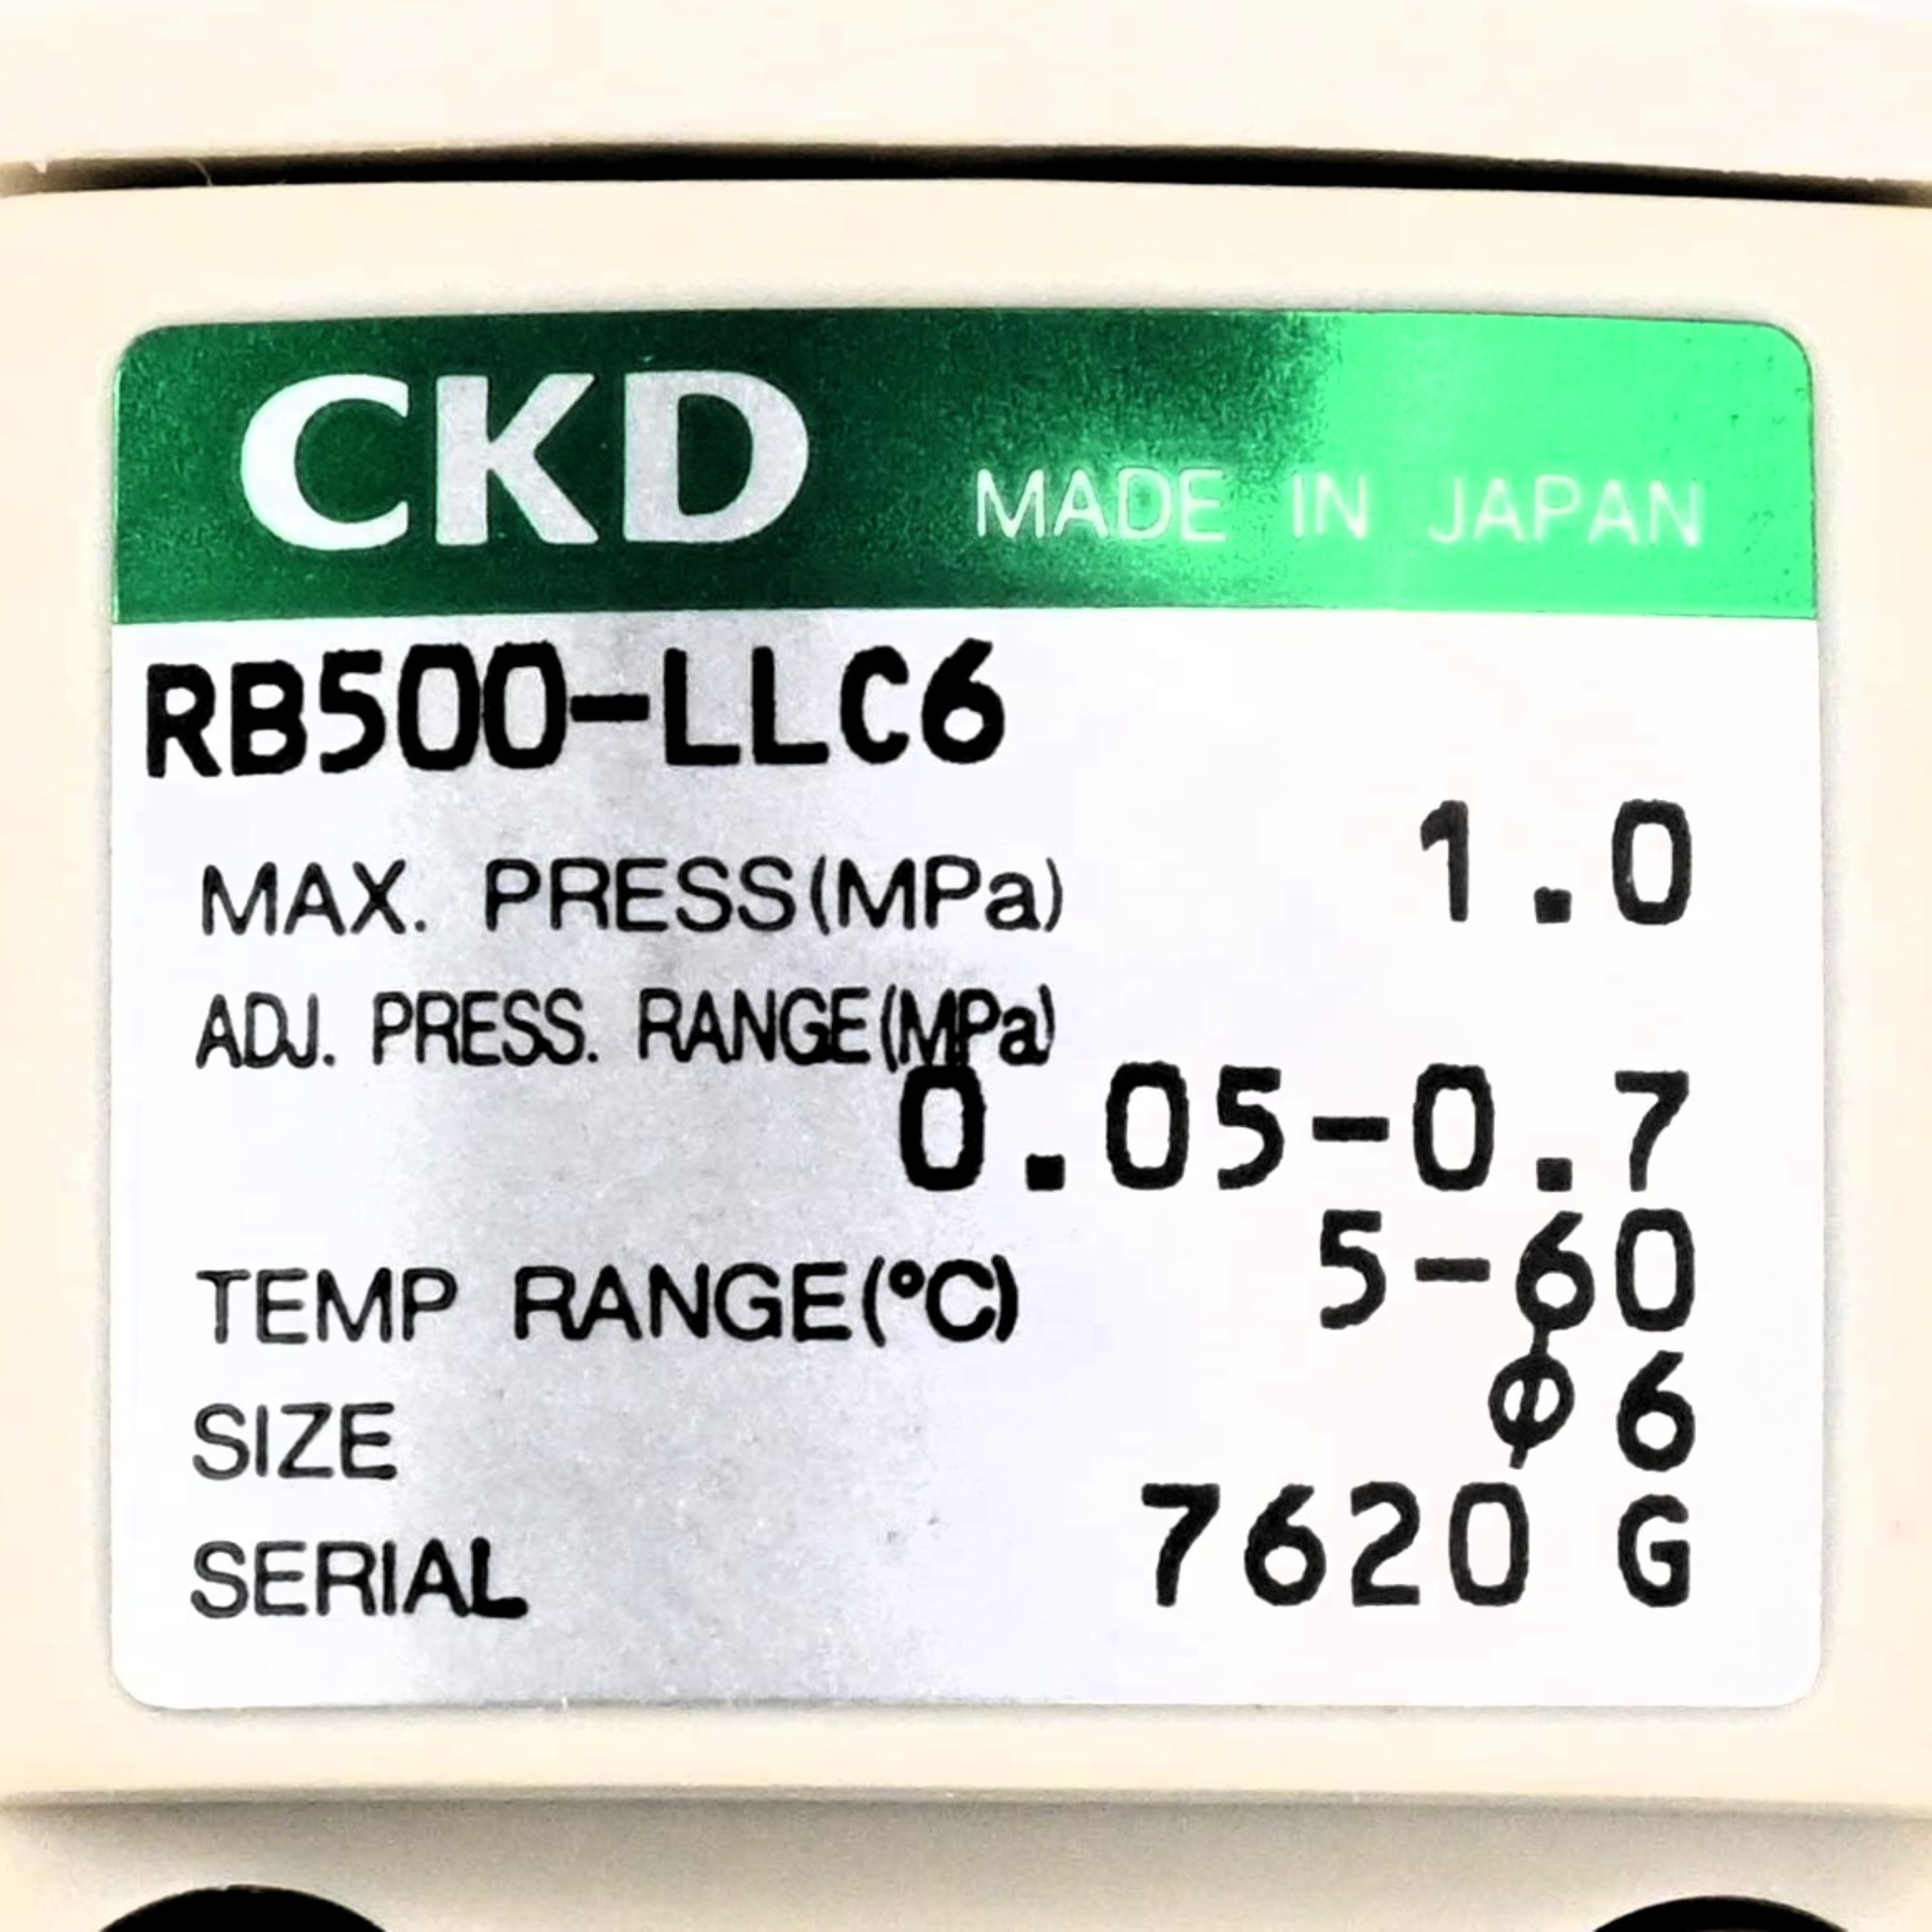 CKD MADE IN JAPAN
RB500-LLC6
MAX. PRESS(MPa) 1.0
ADJ. PRESS. RANGE(MPa)
0.05-0.7
TEMP RANGE(°C) 5-60
SIZE φ6
SERIAL 7620 G